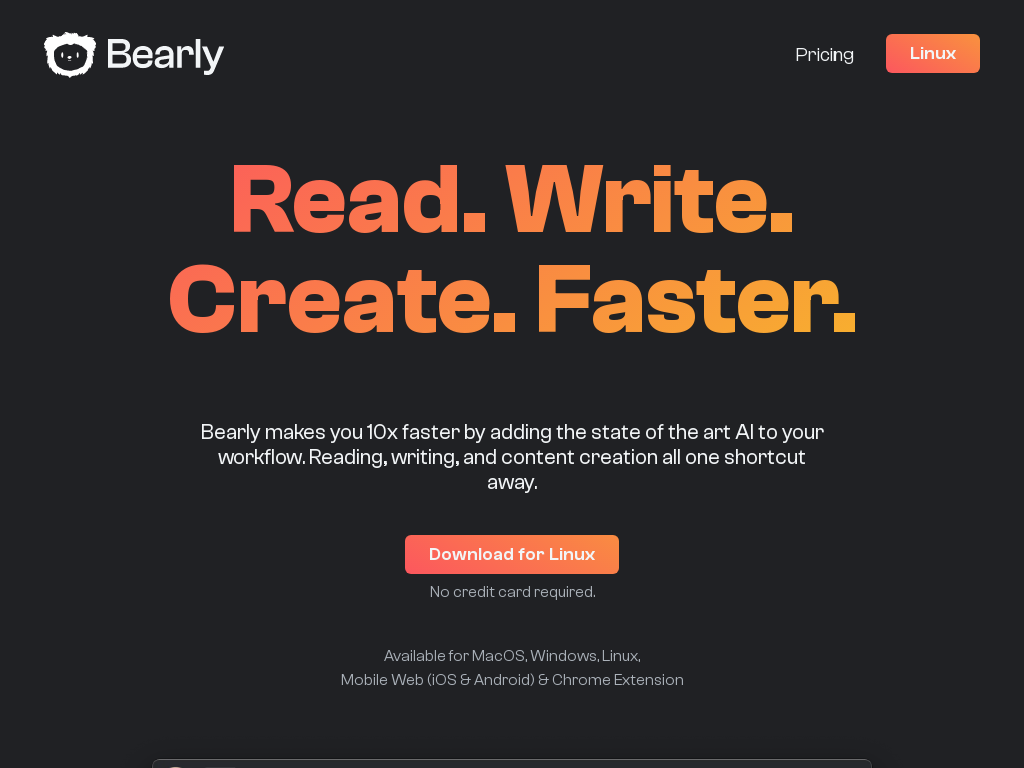 Bearly
Pricing
Linux
Read. Write.
Create. Faster.
Bearly makes you 10x faster by adding the state of the art AI to your
workflow. Reading, writing, and content creation all one shortcut
away.
Download for Linux
No credit card required.
Available for MacOS, Windows, Linux,
Mobile Web (iOS & Android) & Chrome Extension